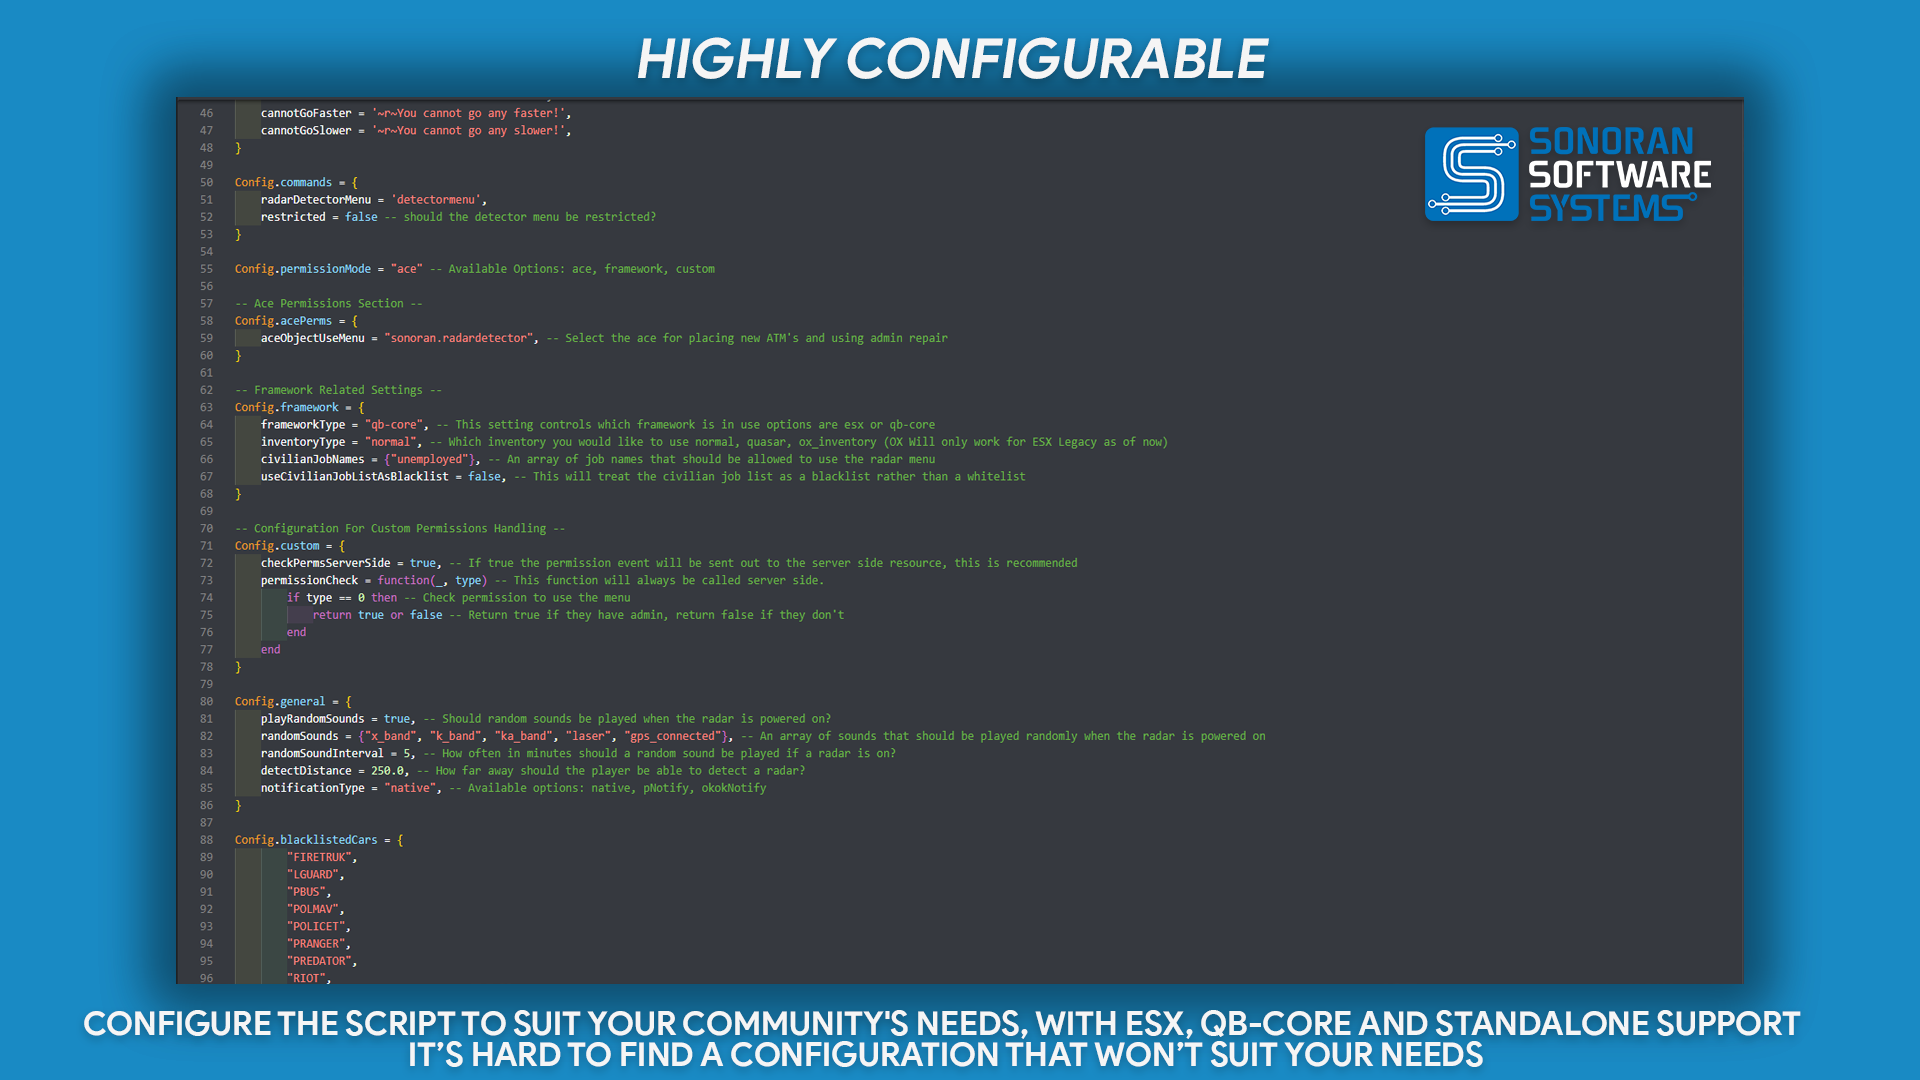 HIGHLY CONFIGURABLE
SONORAN
SOFTWARE
SYSTEMS
46 cannotGoFaster = '~r~You cannot go any faster!',
47 cannotGoSlower = '~r~You cannot go any slower!',
48 }
49
50 Config.commands = {
51 radarDetectorMenu = 'detectormenu',
52 restricted = false -- should the detector menu be restricted?
53 }
54
55 Config.permissionMode = "ace" -- Available Options: ace, framework, custom
56
57 -- Ace Permissions Section --
58 Config.acePerms = {
59 aceObjectUseMenu = "sonoran.radardetector", -- Select the ace for placing new ATM's and using admin repair
60 }
61
62 -- Framework Related Settings --
63 Config.framework = {
64 frameworkType = "qb-core", -- This setting controls which framework is in use options are esx or qb-core
65 inventoryType = "normal", -- Which inventory you would like to use normal, quasar, ox_inventory (OX Will only work for ESX Legacy as of now)
66 civilianJobNames = {"unemployed"}, -- An array of job names that should be allowed to use the radar menu
67 useCivilianJobListAsBlacklist = false, -- This will treat the civilian job list as a blacklist rather than a whitelist
68 }
69
70 -- Configuration For Custom Permissions Handling --
71 Config.custom = {
72 checkPermsServerSide = true, -- If true the permission event will be sent out to the server side resource, this is recommended
73 permissionCheck = function(_, type) -- This function will always be called server side.
74 if type == 0 then -- Check permission to use the menu
75 return true or false -- Return true if they have admin, return false if they don't
76 end
77 end
78 }
79
80 Config.general = {
81 playRandomSounds = true, -- Should random sounds be played when the radar is powered on?
82 randomSounds = {"x_band", "k_band", "ka_band", "laser", "gps_connected"}, -- An array of sounds that should be played randomly when the radar is powered on
83 randomSoundInterval = 5, -- How often in minutes should a random sound be played if a radar is on?
84 detectDistance = 250.0, -- How far away should the player be able to detect a radar?
85 notificationType = "native", -- Available options: native, pNotify, okokNotify
86 }
87
88 Config.blacklistedCars = {
89 "FIRETRUK",
90 "LGUARD",
91 "PBUS",
92 "POLMAV",
93 "POLICET",
94 "PRANGER",
95 "PREDATOR",
96 "RIOT",
CONFIGURE THE SCRIPT TO SUIT YOUR COMMUNITY'S NEEDS, WITH ESX, QB-CORE AND STANDALONE SUPPORT
IT’S HARD TO FIND A CONFIGURATION THAT WON’T SUIT YOUR NEEDS